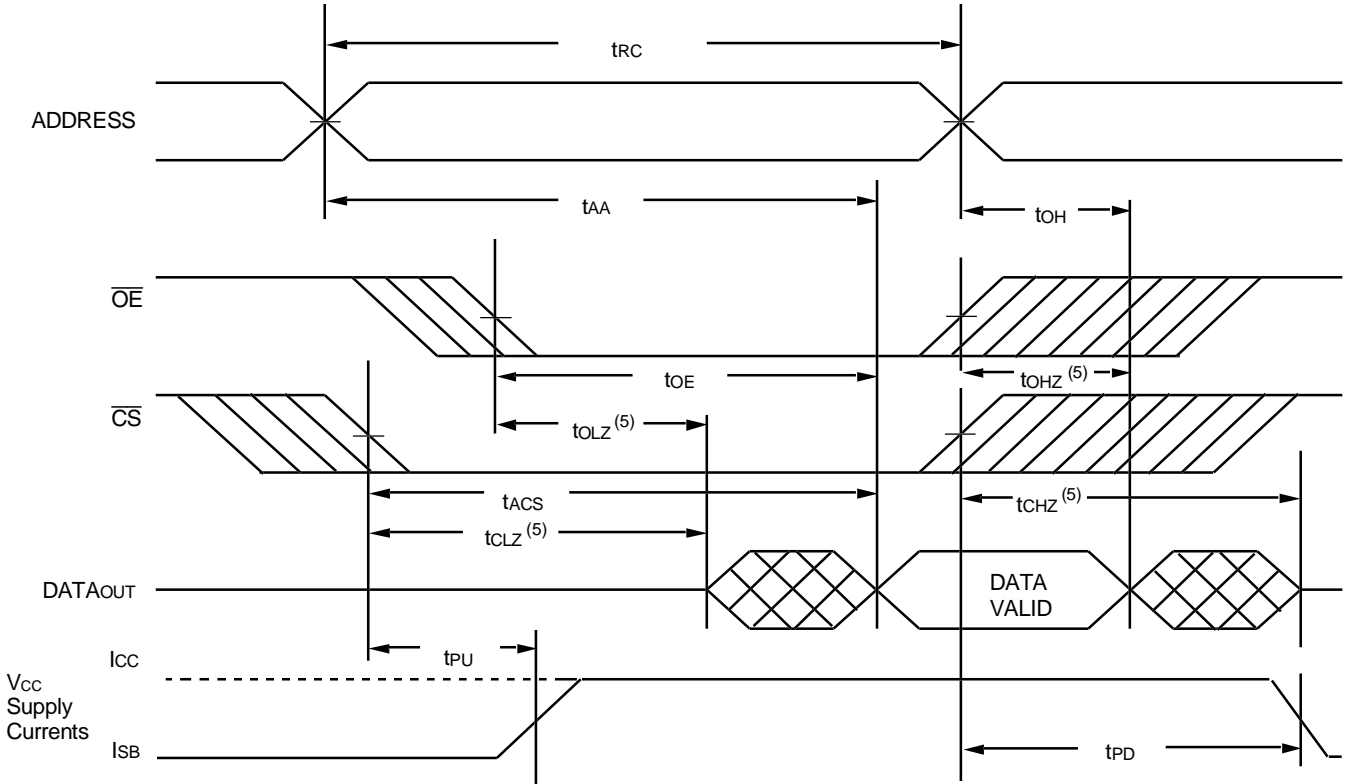 tRC
ADDRESS
tAA
tOH
OE
tOE
tOHZ (5)
CS
tOLZ (5)
tACS
tCHZ (5)
tCLZ (5)
DATAOUT
DATA
VALID
ICC
tPU
VCC
Supply
Currents
ISB
tPD